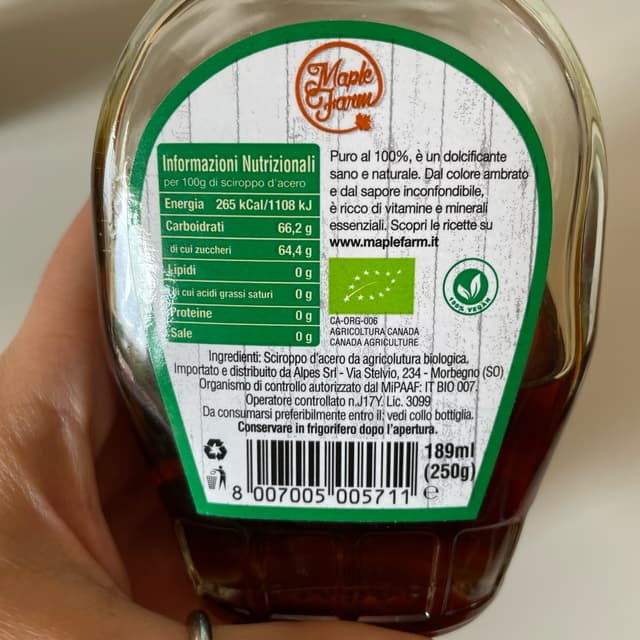 Maple
Farm
Informazioni Nutrizionali
per 100g di sciroppo d'acero
Energia 265 kCal/1108 kJ
Carboidrati 66,2 g
di cui zuccheri 64,4 g
Lipidi 0 g
di cui acidi grassi saturi 0 g
Proteine 0 g
Sale 0 g
Puro al 100%, è un dolcificante
sano e naturale. Dal colore ambrato
e dal sapore inconfondibile,
è ricco di vitamine e minerali
essenziali. Scopri le ricette su
www.maplefarm.it
CA-ORG-006
AGRICOLTURA CANADA
CANADA AGRICULTURE
100% VEGAN
Ingredienti: Sciroppo d'acero da agricolutura biologica.
Importato e distribuito da Alpes Srl - Via Stelvio, 234 - Morbegno (SO)
Organismo di controllo autorizzato dal MiPAAF: IT BIO 007
Operatore controllato n.J17Y. Lic. 3099
Da consumarsi preferibilmente entro il: vedi collo bottiglia.
Conservare in frigorifero dopo l'apertura.
189ml
(250g)
8 007005 005711 e